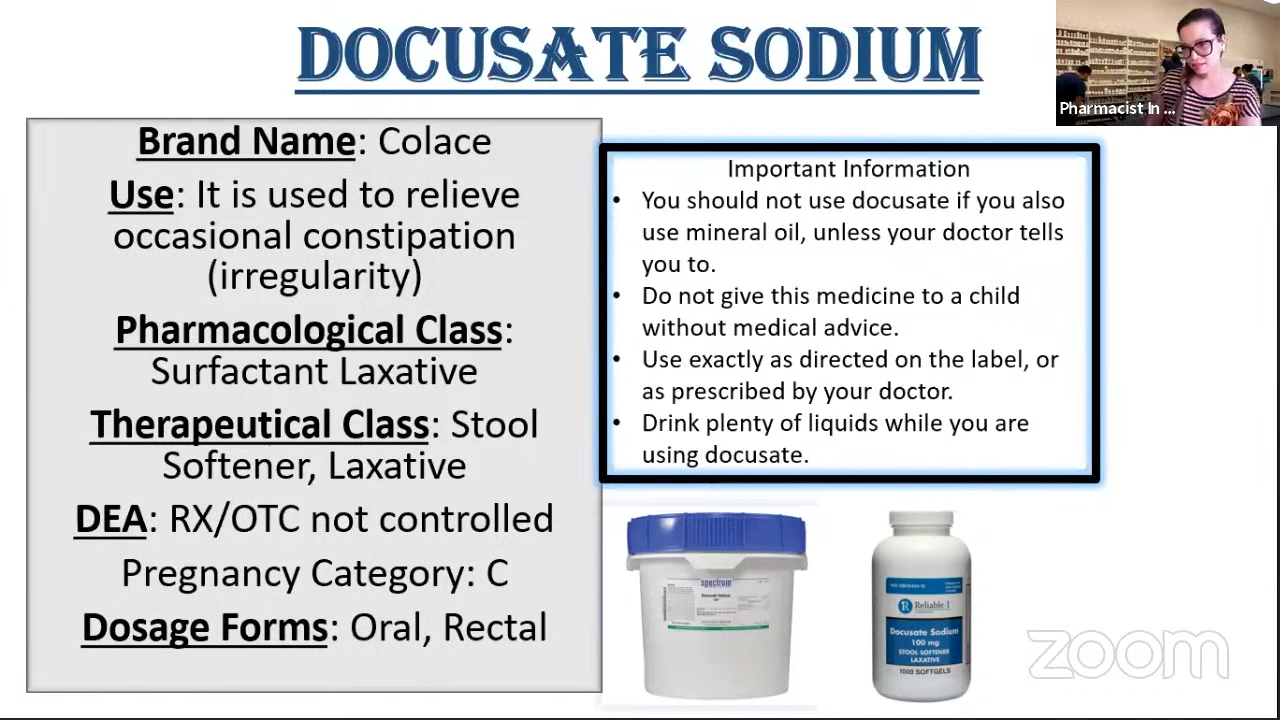 DOCUSATE SODIUM
Pharmacist In ...
Brand Name: Colace
Use: It is used to relieve
occasional constipation
(irregularity)
Pharmacological Class:
Surfactant Laxative
Therapeutical Class: Stool
Softener, Laxative
DEA: RX/OTC not controlled
Pregnancy Category: C
Dosage Forms: Oral, Rectal
Important Information
• You should not use docusate if you also
use mineral oil, unless your doctor tells
you to.
• Do not give this medicine to a child
without medical advice.
• Use exactly as directed on the label, or
as prescribed by your doctor.
• Drink plenty of liquids while you are
using docusate.
spectrum
Docusate Sodium
Reliable-1
Docusate Sodium
100 mg
STOOL SOFTENER
LAXATIVE
1000 SOFTGELS
zoom